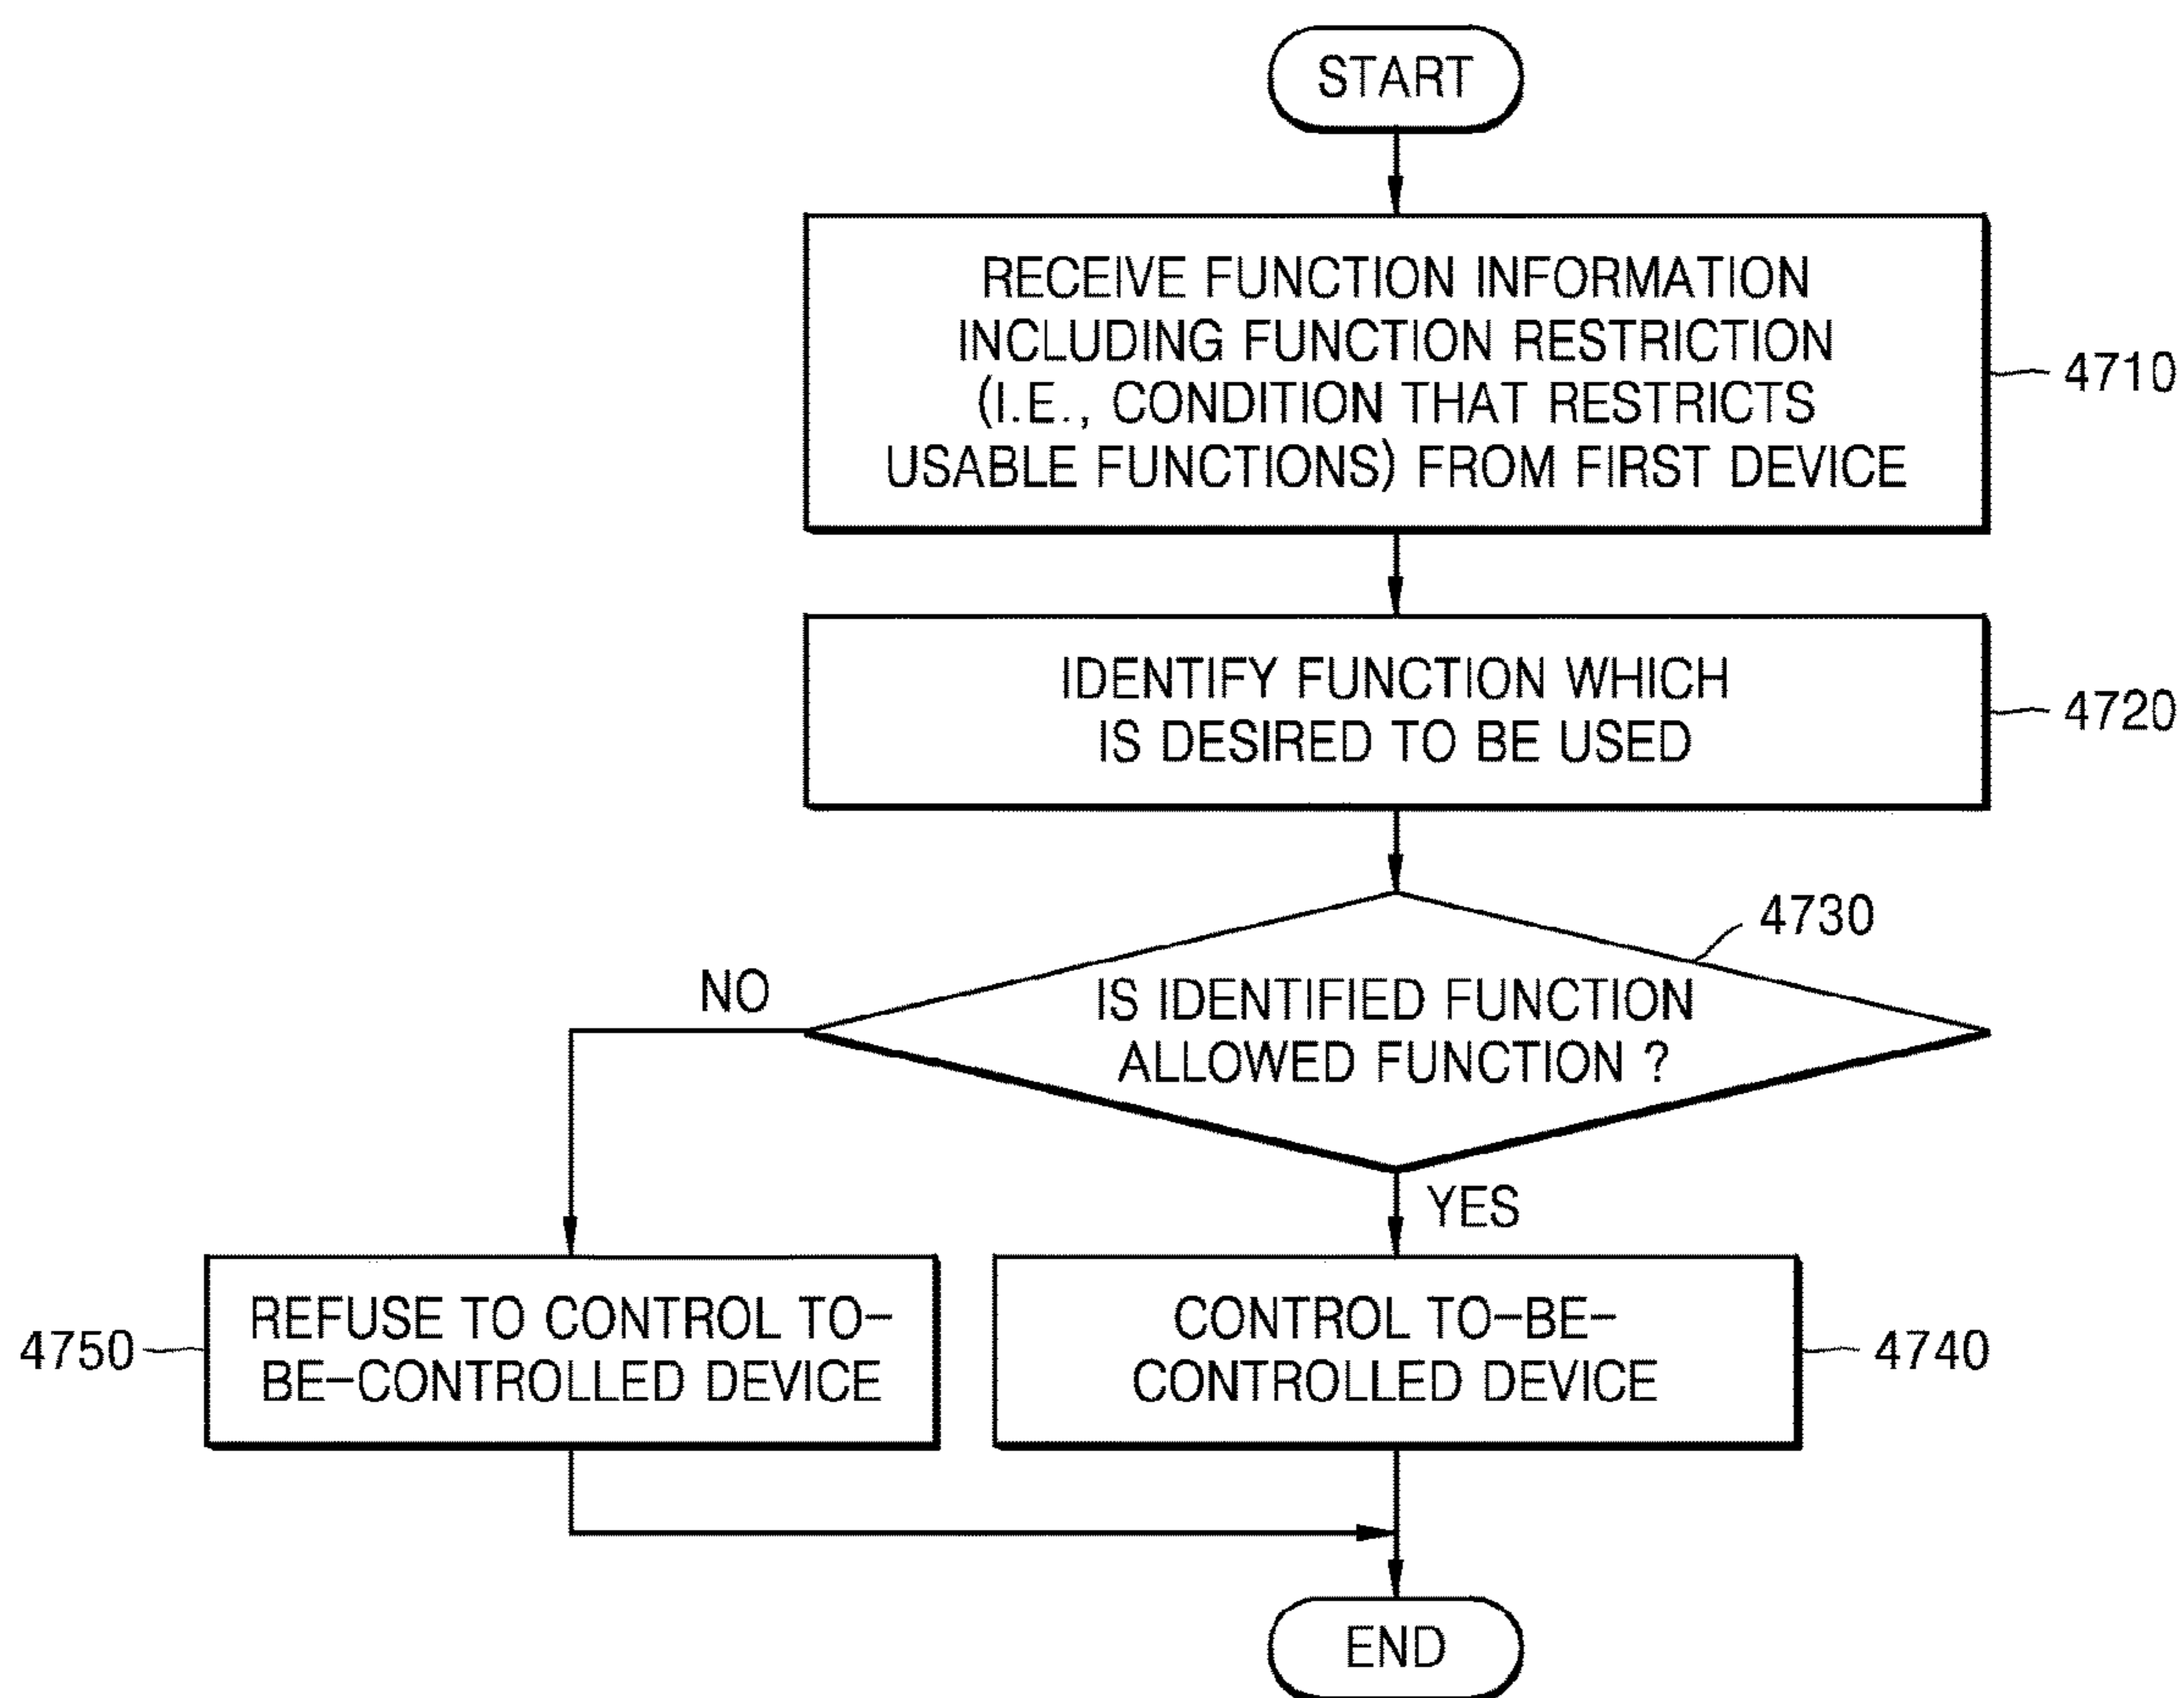 START
RECEIVE FUNCTION INFORMATION
INCLUDING FUNCTION RESTRICTION
(I.E., CONDITION THAT RESTRICTS
USABLE FUNCTIONS) FROM FIRST DEVICE
4710
IDENTIFY FUNCTION WHICH
IS DESIRED TO BE USED
4720
4730
IS IDENTIFIED FUNCTION
ALLOWED FUNCTION ?
NO
YES
4750
REFUSE TO CONTROL TO-
BE-CONTROLLED DEVICE
CONTROL TO-BE-
CONTROLLED DEVICE
4740
END